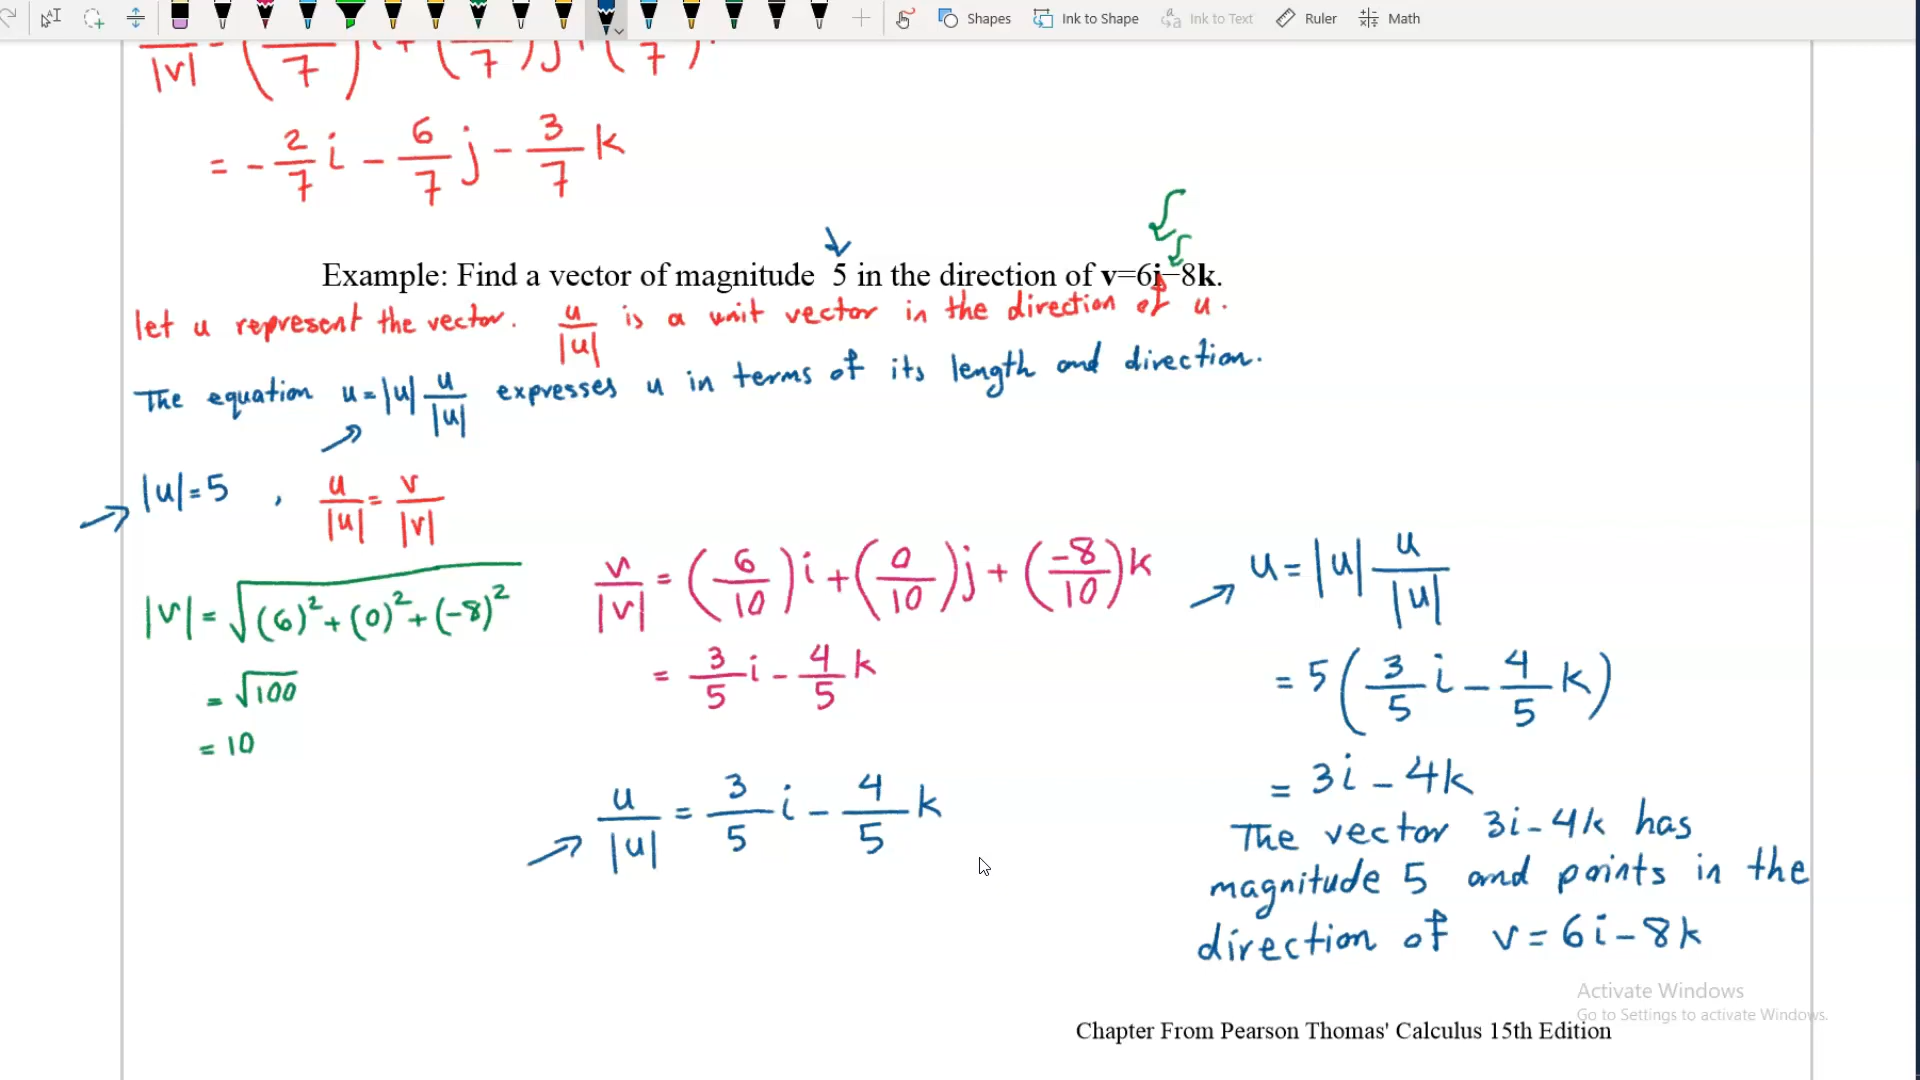 Shapes Ink to Shape Ink to Text Ruler Math
|v| ( 7 ) ( 7 ) j ( 7 )
= - 2/7 i - 6/7 j - 3/7 k
Example: Find a vector of magnitude 5 in the direction of v=6i−8k.
let u represent the vector. u/|u| is a unit vector in the direction of u.
The equation u = |u| u/|u| expresses u in terms of its length and direction.
|u| = 5 , u/|u| = v/|v|
|v| = √((6)² + (0)² + (-8)²)
= √100
= 10
v/|v| = (6/10) i + (0/10) j + (-8/10) k
= 3/5 i - 4/5 k
u/|u| = 3/5 i - 4/5 k
u = |u| u/|u|
= 5 ( 3/5 i - 4/5 k )
= 3i - 4k
The vector 3i - 4k has
magnitude 5 and points in the
direction of v = 6i - 8k
Activate Windows
Go to Settings to activate Windows.
Chapter From Pearson Thomas' Calculus 15th Edition